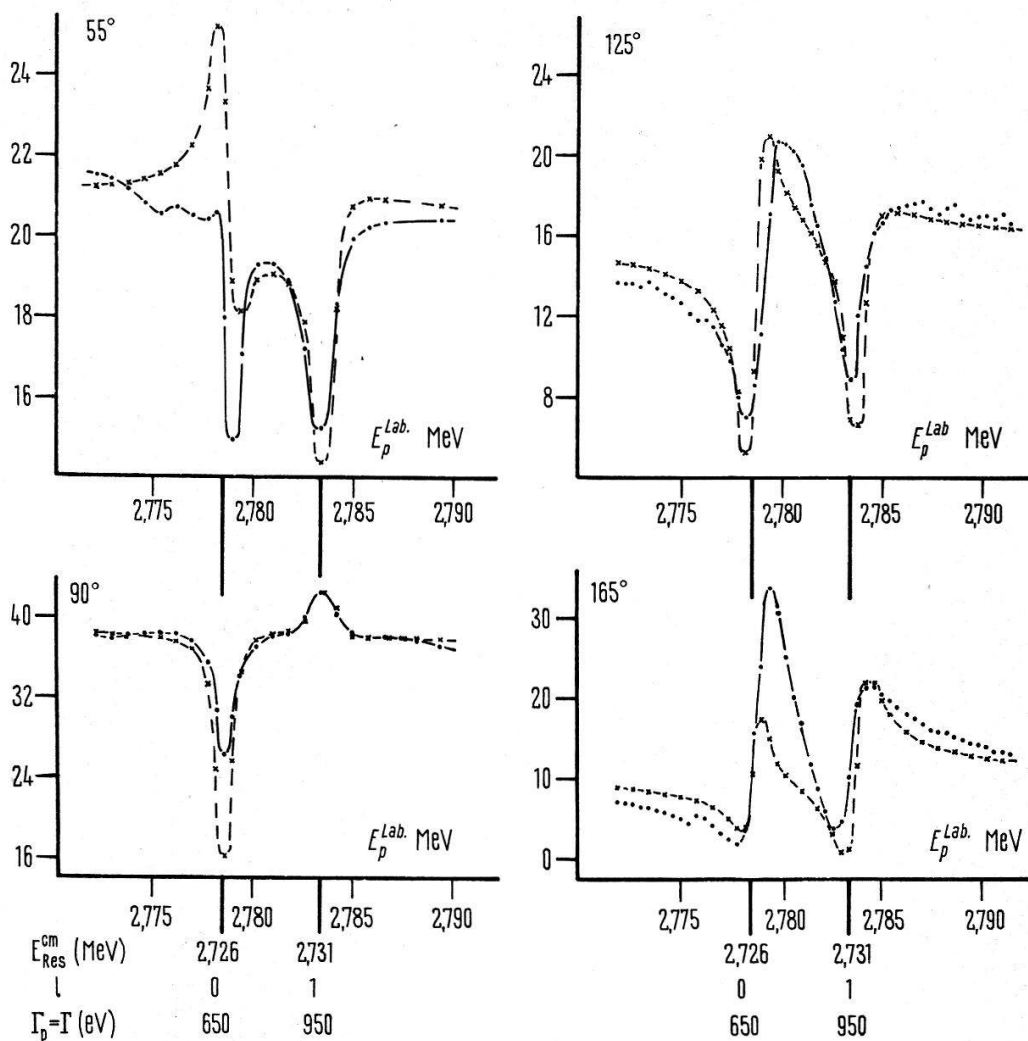 55°
24
22
20
18
16
E_p^Lab. MeV
2,775 2,780 2,785 2,790
125°
24
20
16
12
8
E_p^Lab MeV
2,775 2,780 2,785 2,790
90°
40
32
24
16
E_p^Lab. MeV
2,775 2,780 2,785 2,790
165°
30
20
10
0
E_p^Lab. MeV
2,775 2,780 2,785 2,790
E_Res^cm (MeV) 2,726 2,731 2,726 2,731
l 0 1 0 1
Γ_p=Γ (eV) 650 950 650 950